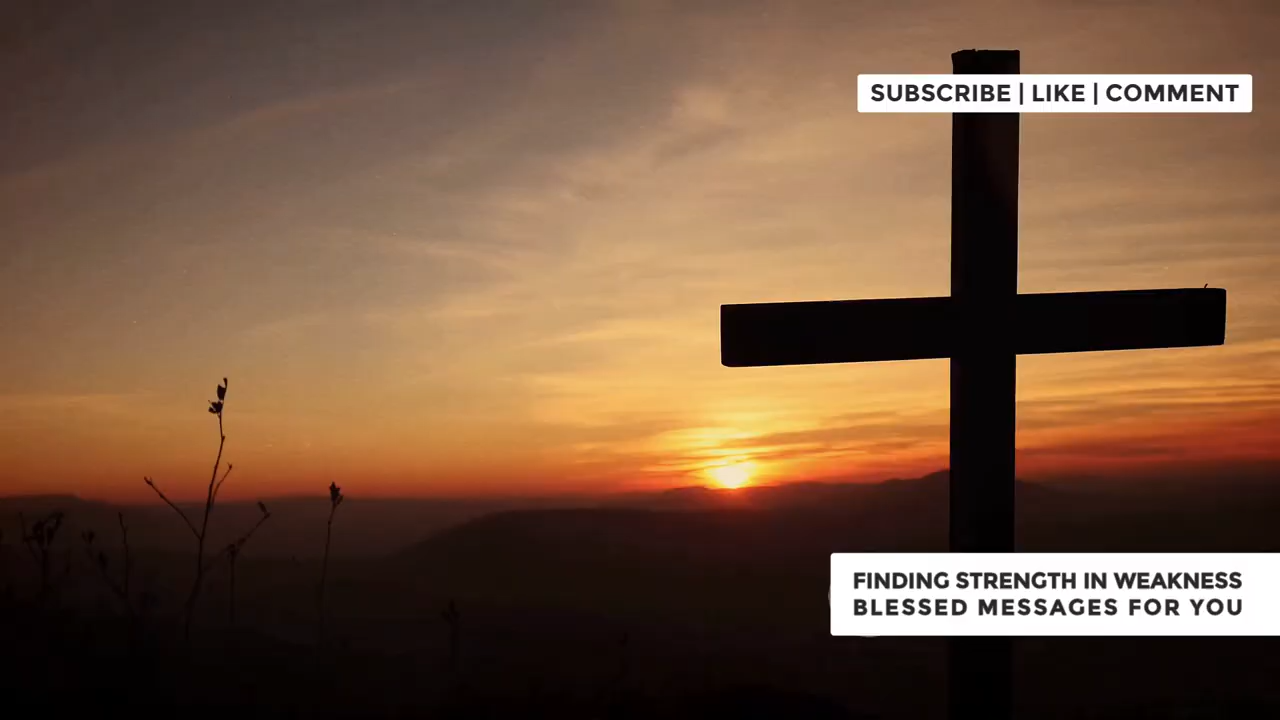 SUBSCRIBE | LIKE | COMMENT
FINDING STRENGTH IN WEAKNESS
BLESSED MESSAGES FOR YOU